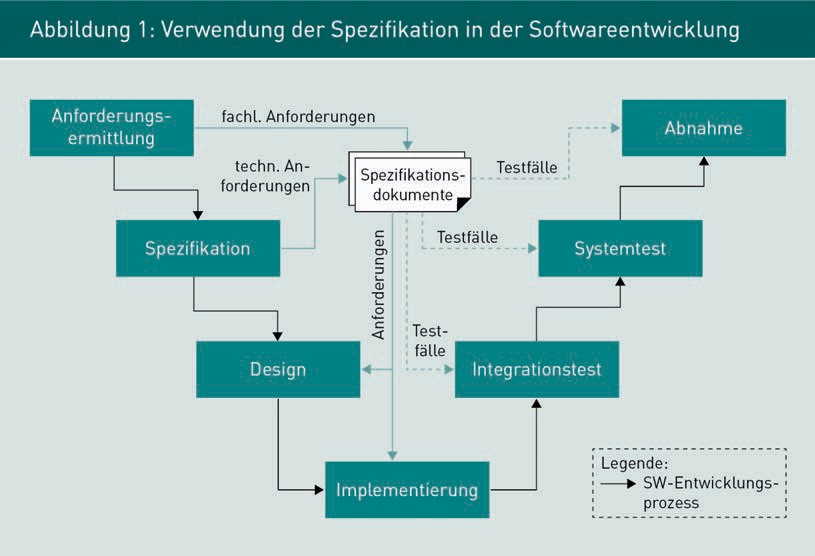 Abbildung 1: Verwendung der Spezifikation in der Softwareentwicklung
Anforderungs-
ermittlung
fachl. Anforderungen
Abnahme
techn. An-
forderungen
Spezifikations-
dokumente
Testfälle
Spezifikation
Anforderungen
Testfälle
Systemtest
Test-
fälle
Design
Integrationstest
Implementierung
Legende:
SW-Entwicklungs-
prozess